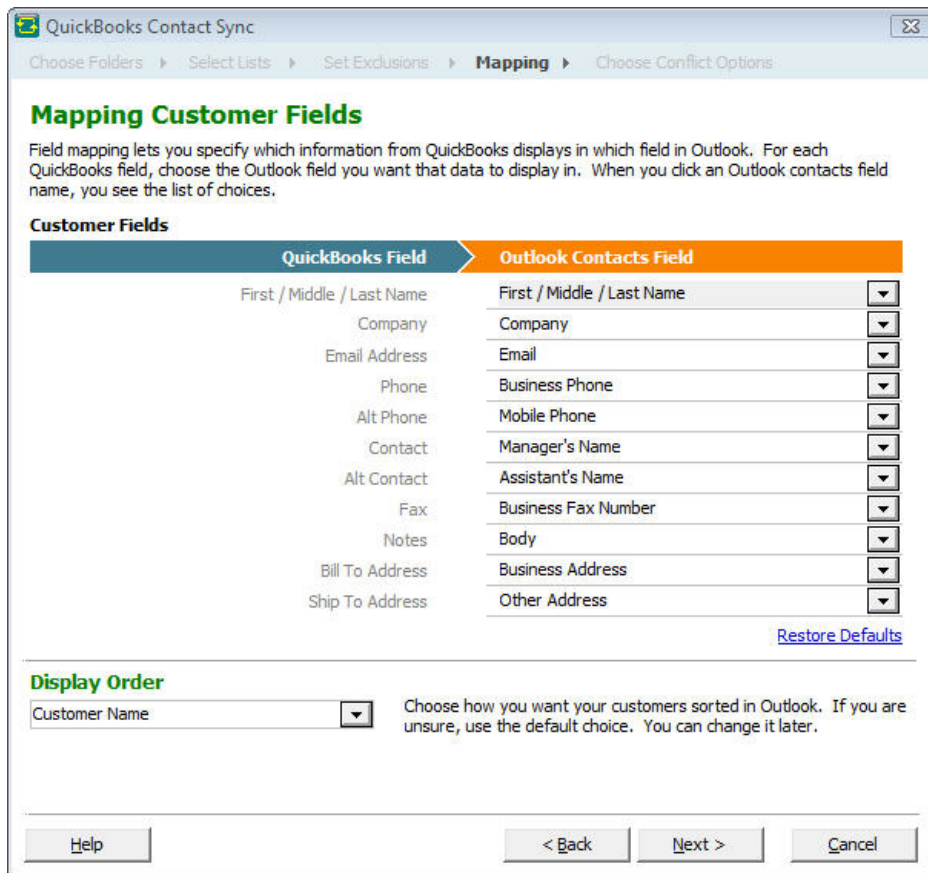 QuickBooks Contact Sync
Choose Folders Select Lists Set Exclusions Mapping Choose Conflict Options
Mapping Customer Fields
Field mapping lets you specify which information from QuickBooks displays in which field in Outlook. For each
QuickBooks field, choose the Outlook field you want that data to display in. When you click an Outlook contacts field
name, you see the list of choices.
Customer Fields
QuickBooks Field Outlook Contacts Field
First / Middle / Last Name First / Middle / Last Name
Company Company
Email Address Email
Phone Business Phone
Alt Phone Mobile Phone
Contact Manager's Name
Alt Contact Assistant's Name
Fax Business Fax Number
Notes Body
Bill To Address Business Address
Ship To Address Other Address
Restore Defaults
Display Order
Customer Name
Choose how you want your customers sorted in Outlook. If you are
unsure, use the default choice. You can change it later.
Help < Back Next > Cancel